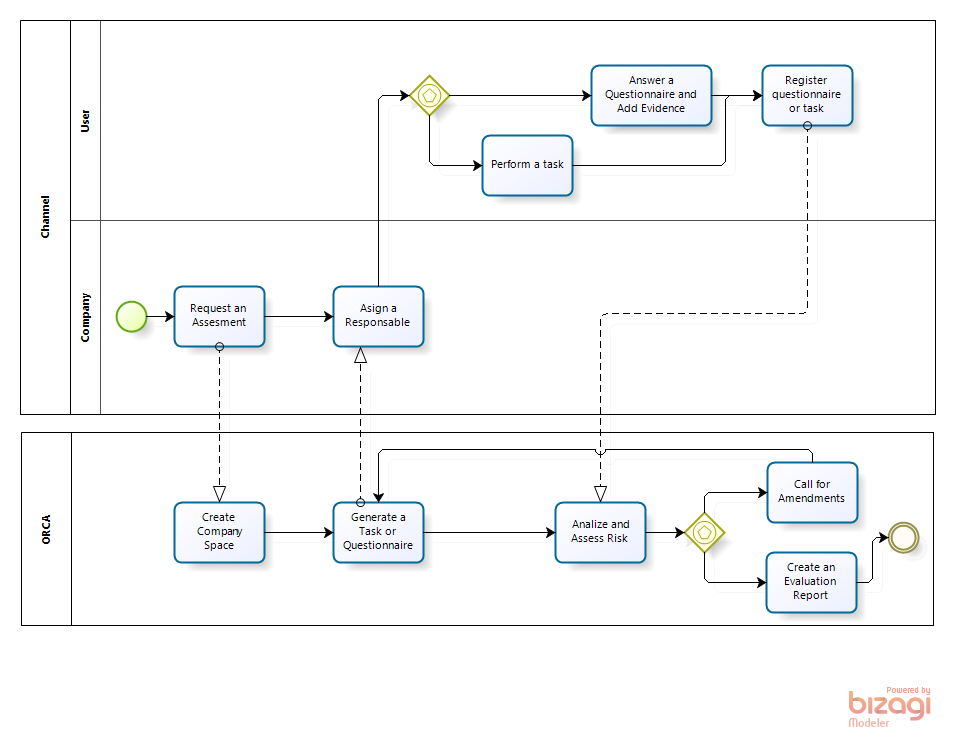 Channel
User
Answer a
Questionnaire and
Add Evidence
Register
questionnaire
or task
Perform a task
Company
Request an
Assesment
Asign a
Responsable
ORCA
Create
Company
Space
Generate a
Task or
Questionnaire
Analize and
Assess Risk
Call for
Amendments
Create an
Evaluation
Report
Powered by
bizagi
Modeler